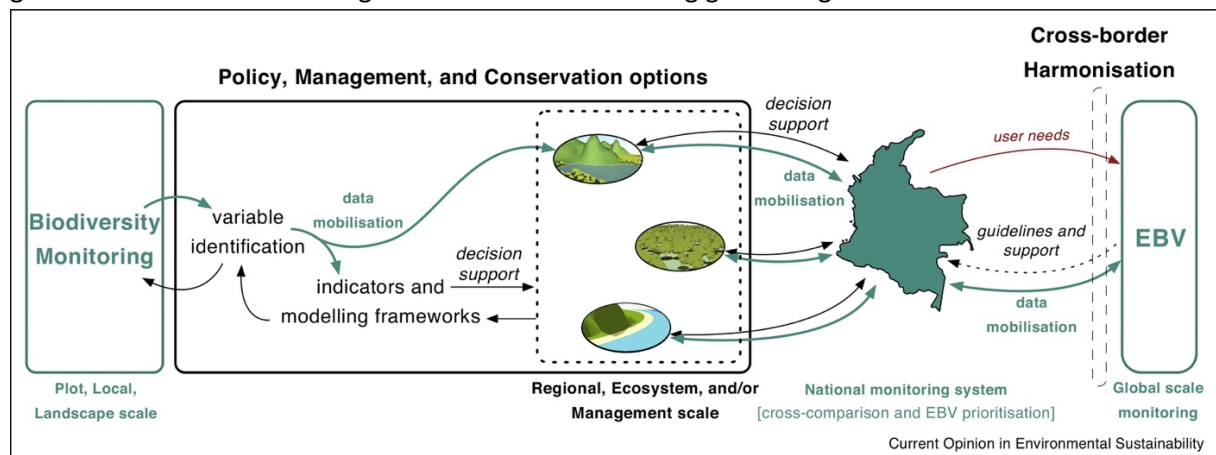 Cross-border
Harmonisation
Policy, Management, and Conservation options
decision
support
user needs
data
mobilisation
data
mobilisation
Biodiversity
Monitoring
variable
identification
guidelines and
support
EBV
decision
support
indicators and
modelling frameworks
data
mobilisation
Plot, Local,
Landscape scale
Regional, Ecosystem, and/or
Management scale
National monitoring system
[cross-comparison and EBV prioritisation]
Global scale
monitoring
Current Opinion in Environmental Sustainability